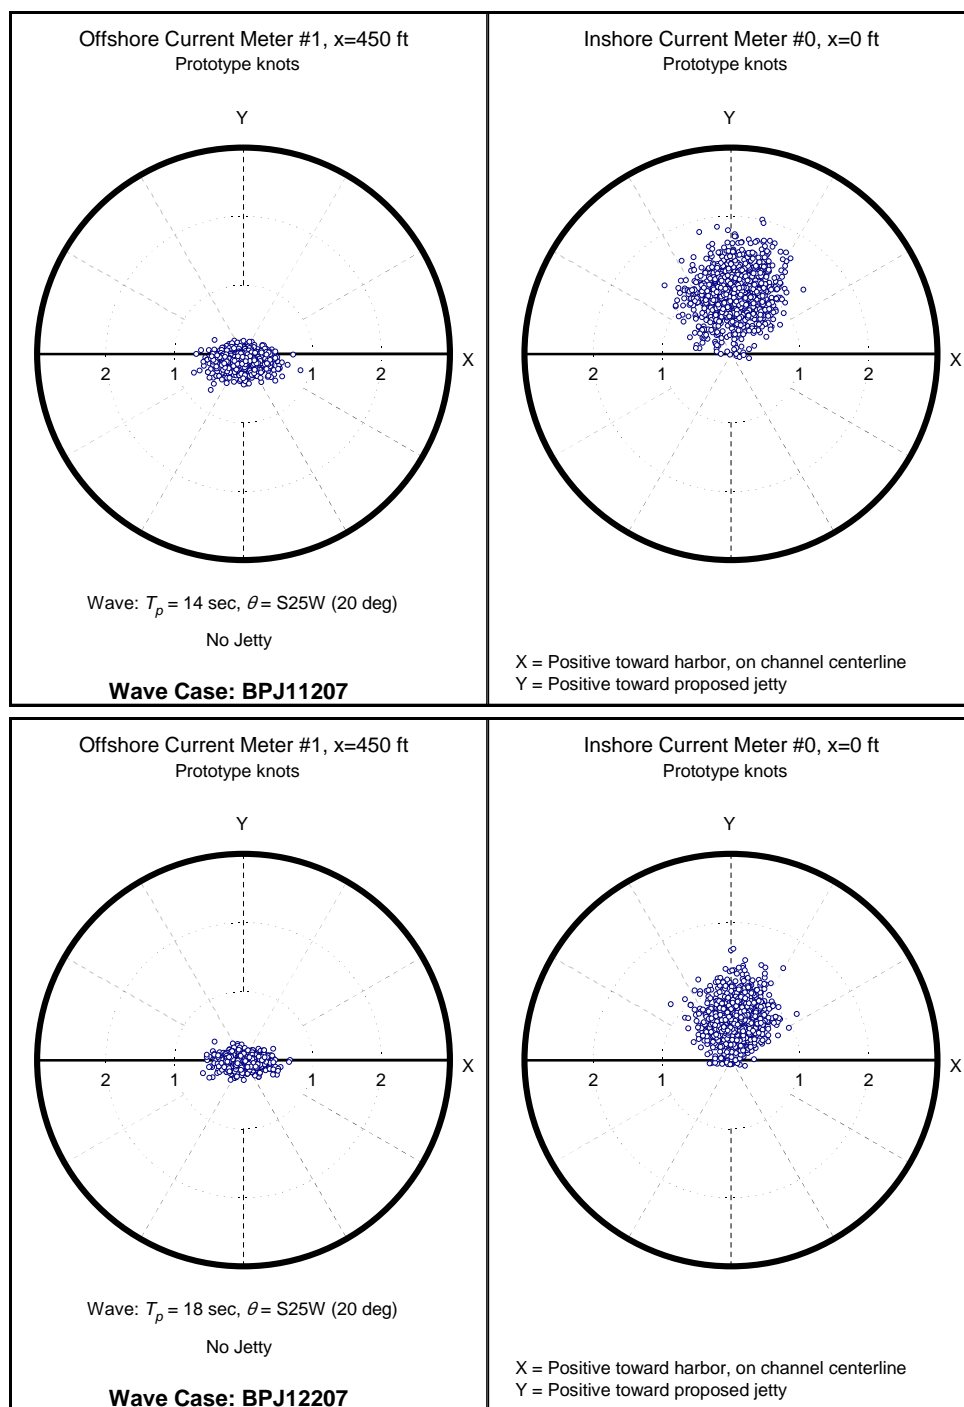 Offshore Current Meter #1, x=450 ft
Prototype knots
Y
X
2 1 1 2
Wave: Tp = 14 sec, θ = S25W (20 deg)
No Jetty
Wave Case: BPJ11207
Inshore Current Meter #0, x=0 ft
Prototype knots
Y
X
2 1 1 2
X = Positive toward harbor, on channel centerline
Y = Positive toward proposed jetty
Offshore Current Meter #1, x=450 ft
Prototype knots
Y
X
2 1 1 2
Wave: Tp = 18 sec, θ = S25W (20 deg)
No Jetty
Wave Case: BPJ12207
Inshore Current Meter #0, x=0 ft
Prototype knots
Y
X
2 1 1 2
X = Positive toward harbor, on channel centerline
Y = Positive toward proposed jetty